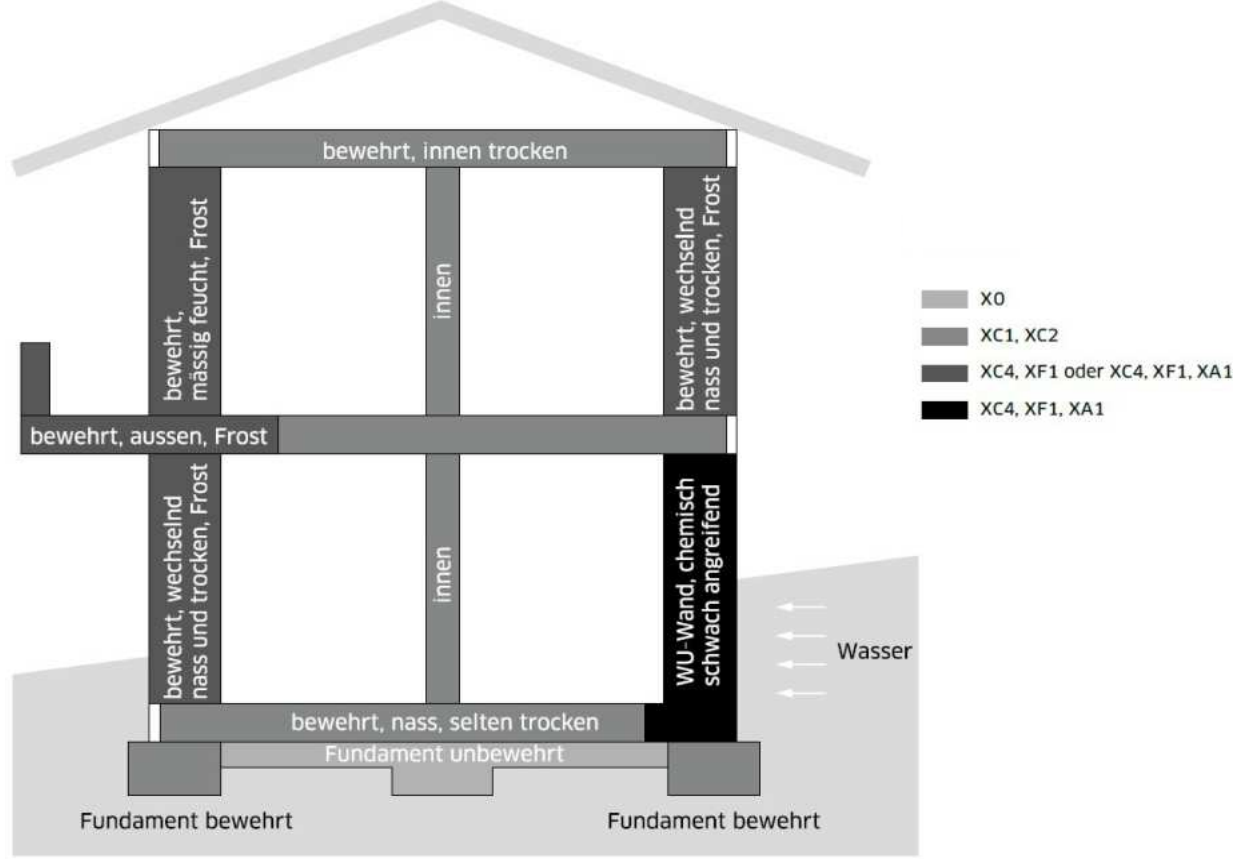 bewehrt, innen trocken
bewehrt,
mässig feucht, Frost
innen
bewehrt, wechselnd
nass und trocken, Frost
X0
XC1, XC2
XC4, XF1 oder XC4, XF1, XA1
XC4, XF1, XA1
bewehrt, aussen, Frost
bewehrt, wechselnd
nass und trocken, Frost
innen
WU-Wand, chemisch
schwach angreifend
Wasser
bewehrt, nass, selten trocken
Fundament unbewehrt
Fundament bewehrt
Fundament bewehrt